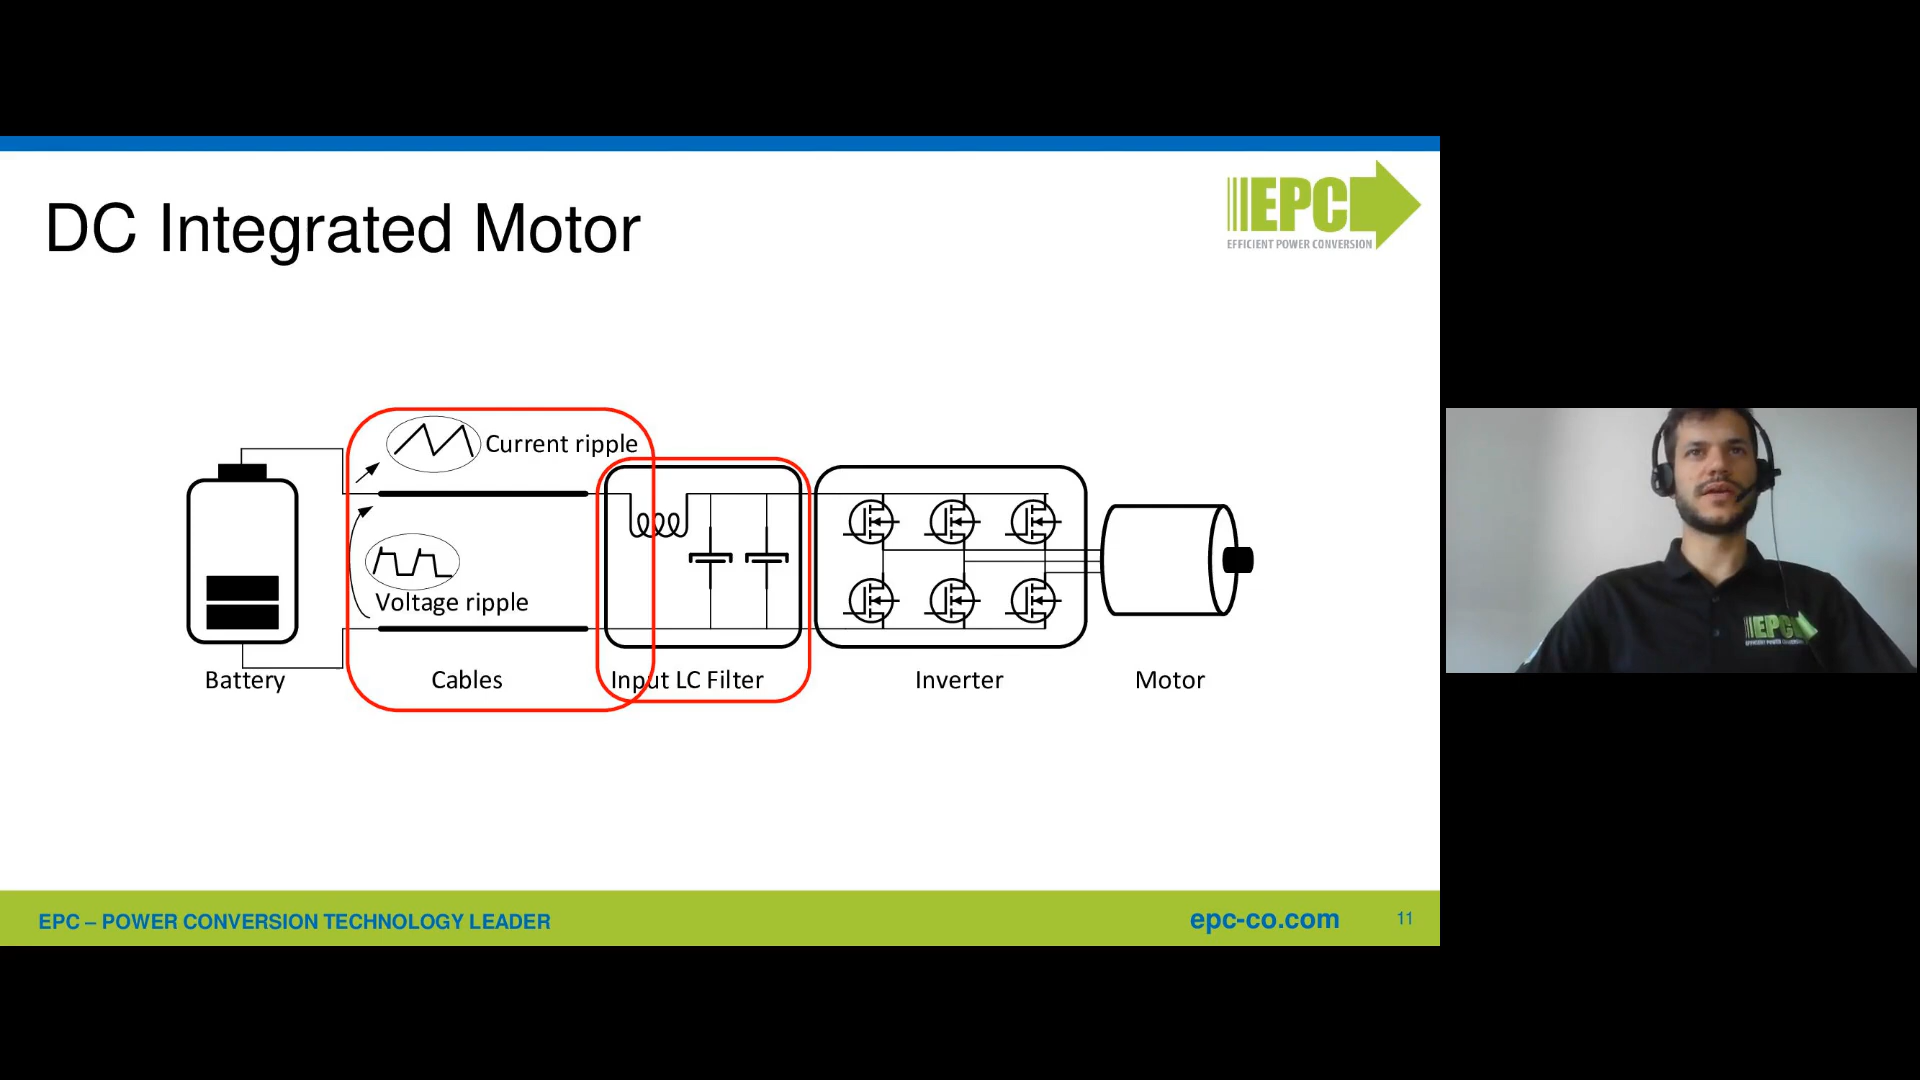 DC Integrated Motor
EPC
EFFICIENT POWER CONVERSION
Current ripple
Voltage ripple
Battery
Cables
Input LC Filter
Inverter
Motor
EPC
EPC – POWER CONVERSION TECHNOLOGY LEADER
epc-co.com
11